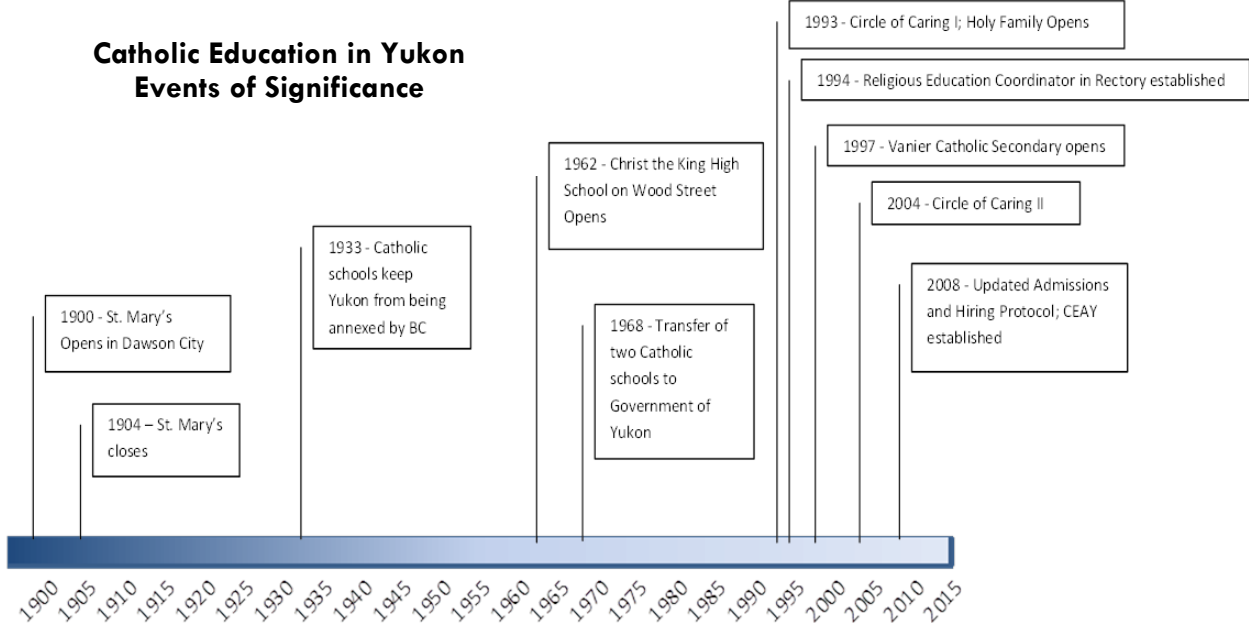 Catholic Education in Yukon
Events of Significance
1993 - Circle of Caring I; Holy Family Opens
1994 - Religious Education Coordinator in Rectory established
1997 - Vanier Catholic Secondary opens
2004 - Circle of Caring II
2008 - Updated Admissions
and Hiring Protocol; CEAY
established
1962 - Christ the King High
School on Wood Street
Opens
1968 - Transfer of
two Catholic
schools to
Government of
Yukon
1933 - Catholic
schools keep
Yukon from being
annexed by BC
1900 - St. Mary's
Opens in Dawson City
1904 – St. Mary's
closes
1900
1905
1910
1915
1920
1925
1930
1935
1940
1945
1950
1955
1960
1965
1970
1975
1980
1985
1990
1995
2000
2005
2010
2015